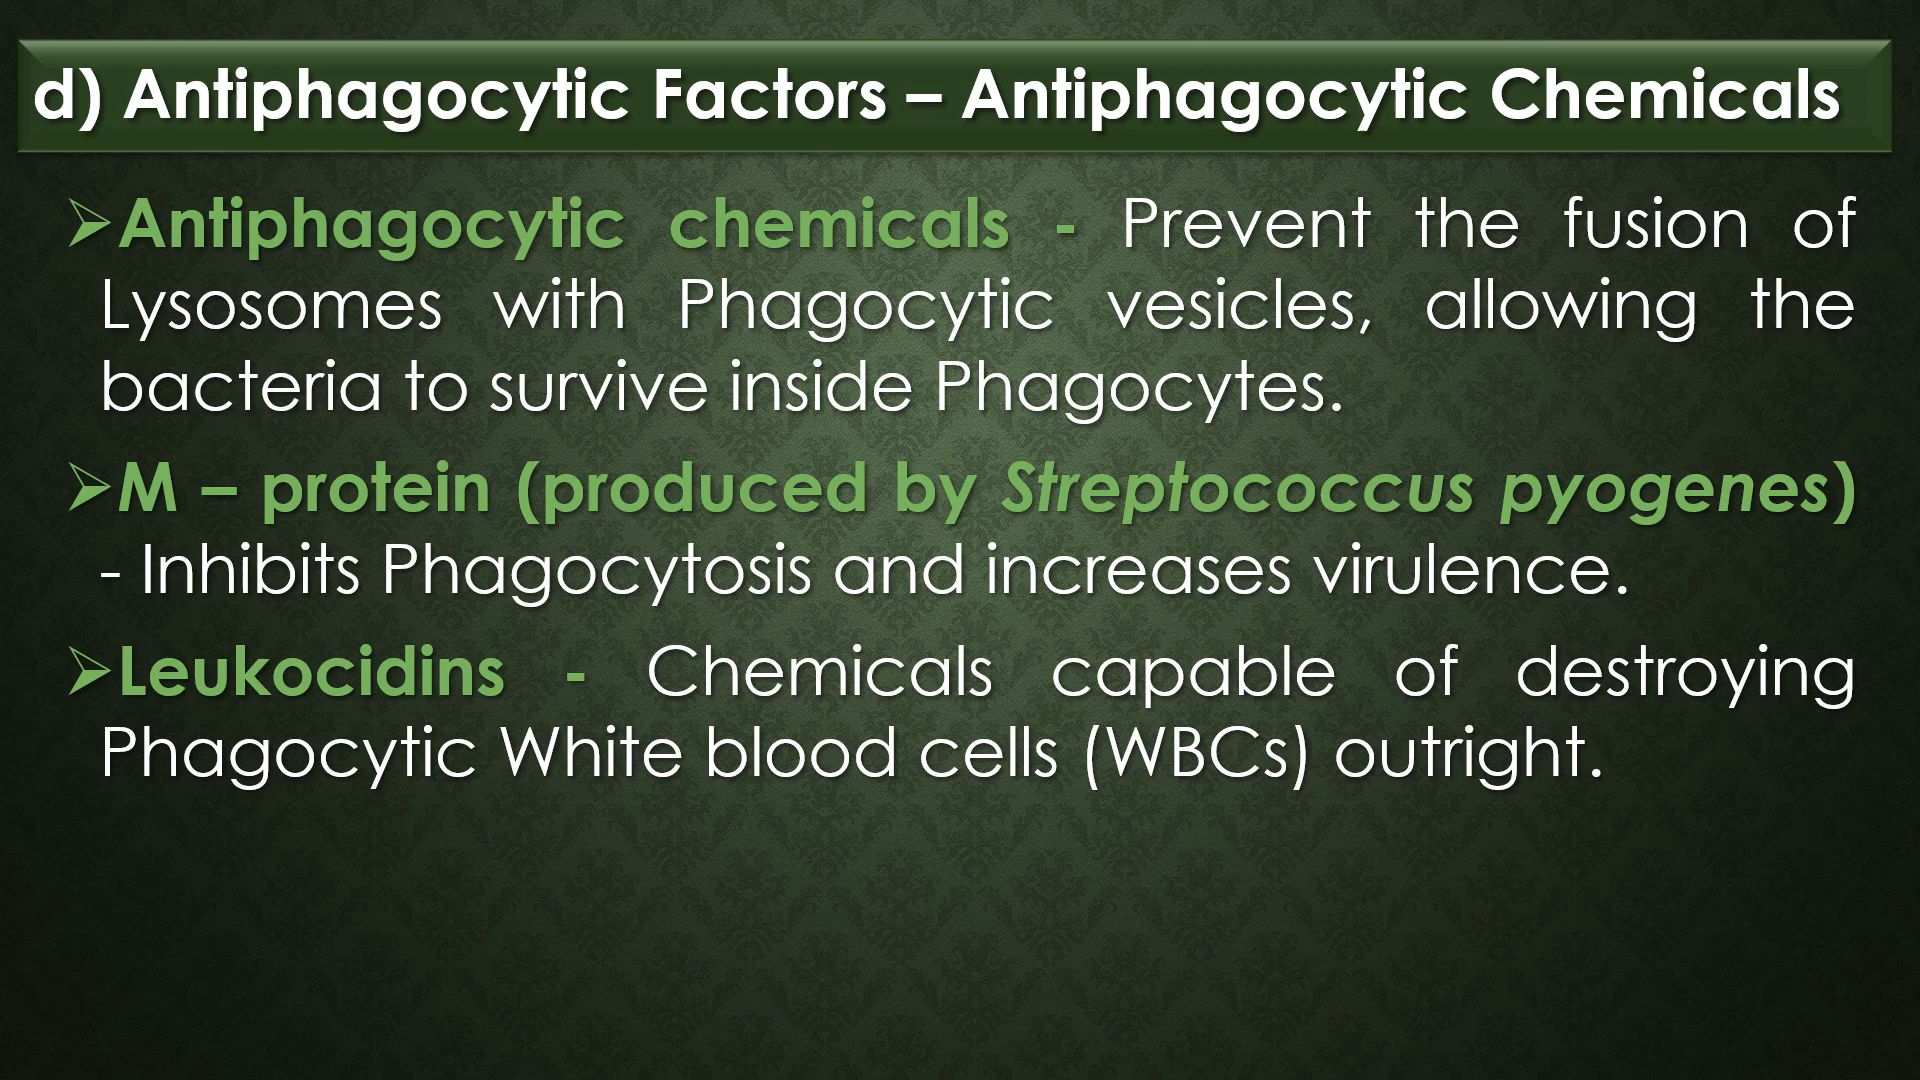 d) Antiphagocytic Factors – Antiphagocytic Chemicals
➢Antiphagocytic chemicals - Prevent the fusion of
Lysosomes with Phagocytic vesicles, allowing the
bacteria to survive inside Phagocytes.
➢M – protein (produced by Streptococcus pyogenes)
- Inhibits Phagocytosis and increases virulence.
➢Leukocidins - Chemicals capable of destroying
Phagocytic White blood cells (WBCs) outright.